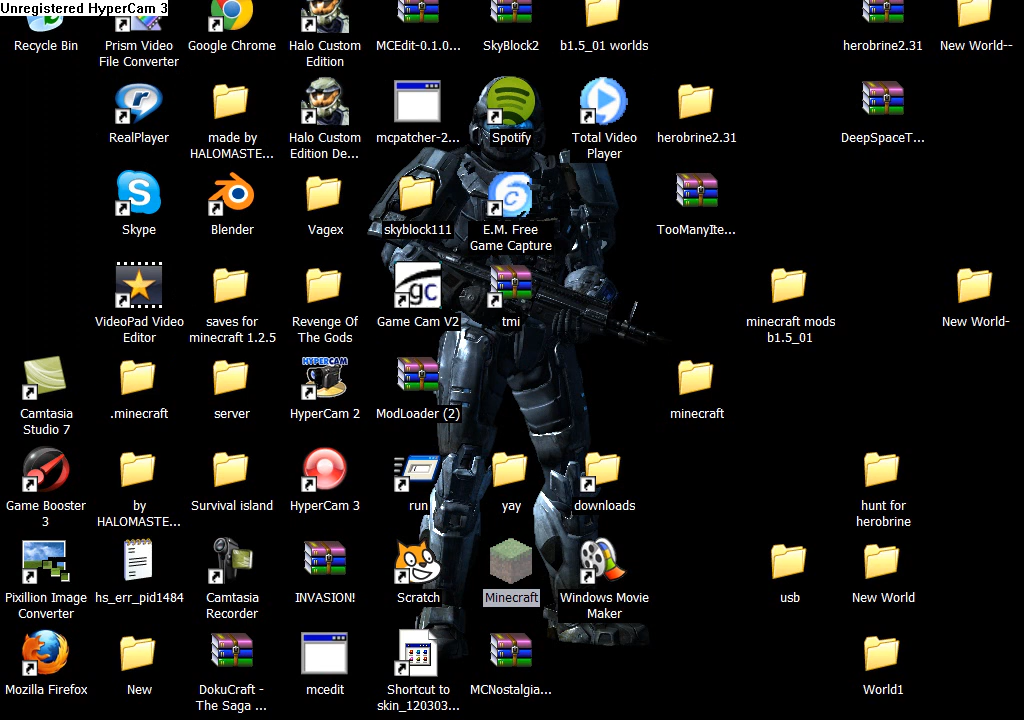 Unregistered HyperCam 3
Recycle Bin
Prism Video
File Converter
Google Chrome
Halo Custom
Edition
MCEdit-0.1.0...
SkyBlock2
b1.5_01 worlds
herobrine2.31
New World--
RealPlayer
made by
HALOMASTE...
Halo Custom
Edition De...
mcpatcher-2...
Spotify
Total Video
Player
herobrine2.31
DeepSpaceT...
Skype
Blender
Vagex
skyblock111
E.M. Free
Game Capture
TooManyIte...
VideoPad Video
Editor
saves for
minecraft 1.2.5
Revenge Of
The Gods
gc
Game Cam V2
tmi
minecraft mods
b1.5_01
New World-
Camtasia
Studio 7
.minecraft
server
HYPERCAM
HyperCam 2
ModLoader (2)
minecraft
Game Booster
3
by
HALOMASTE...
Survival island
HyperCam 3
run
yay
downloads
hunt for
herobrine
Pixillion Image
Converter
hs_err_pid1484
Camtasia
Recorder
INVASION!
Scratch
Minecraft
Windows Movie
Maker
usb
New World
Mozilla Firefox
New
DokuCraft -
The Saga ...
mcedit
Shortcut to
skin_120303...
MCNostalgia...
World1